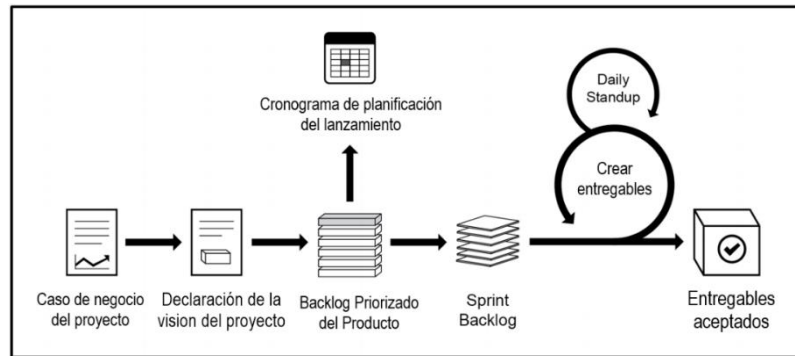 Cronograma de planificación
del lanzamiento
Daily
Standup
Crear
entregables
Caso de negocio
del proyecto
Declaración de la
vision del proyecto
Backlog Priorizado
del Producto
Sprint
Backlog
Entregables
aceptados